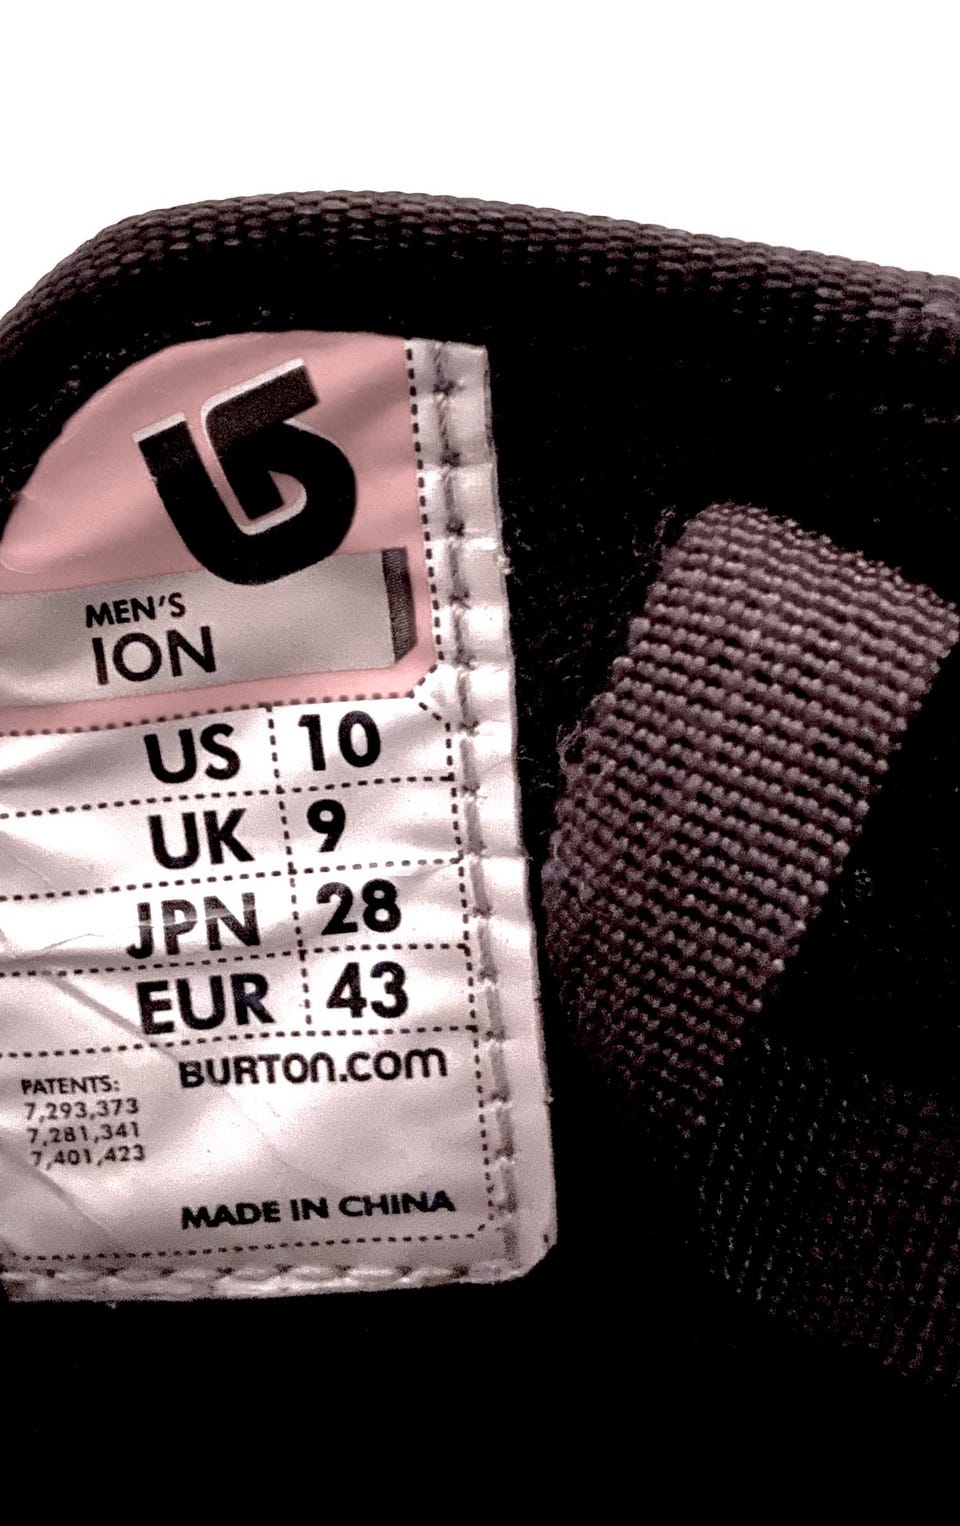 MEN'S
ION
US 10
UK 9
JPN 28
EUR 43
BURTON.COM
PATENTS:
7,293,373
7,281,341
7,401,423
MADE IN CHINA